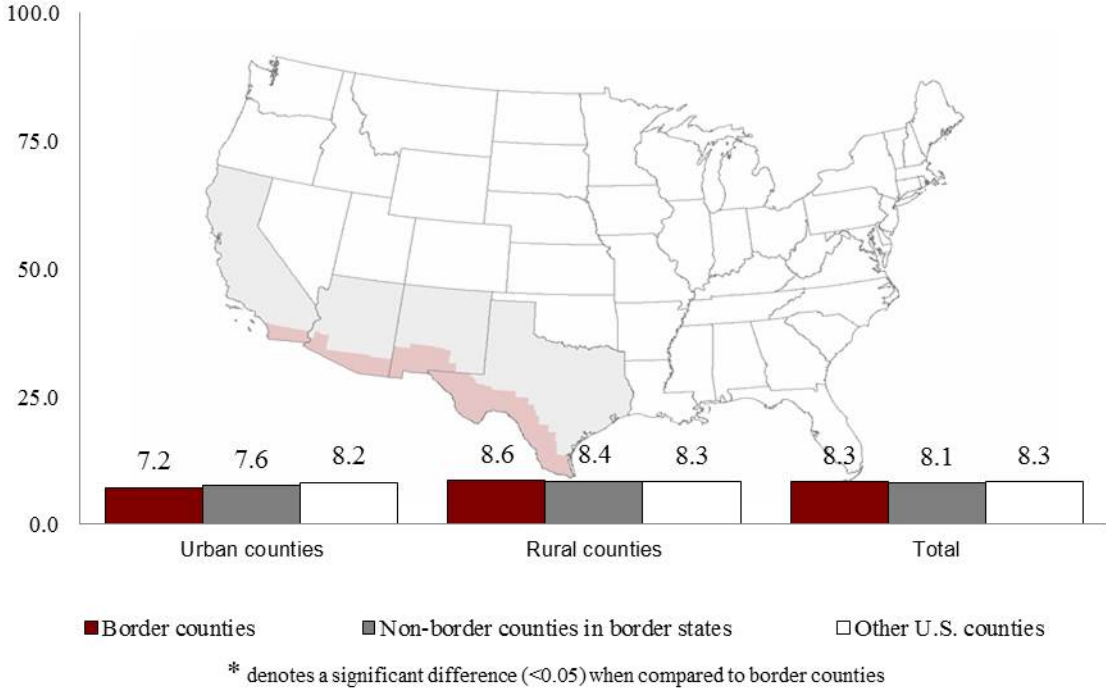 100.0
75.0
50.0
25.0
0.0
7.2 7.6 8.2 8.6 8.4 8.3 8.3 8.1 8.3
Urban counties Rural counties Total
Border counties Non-border counties in border states Other U.S. counties
* denotes a significant difference (<0.05) when compared to border counties